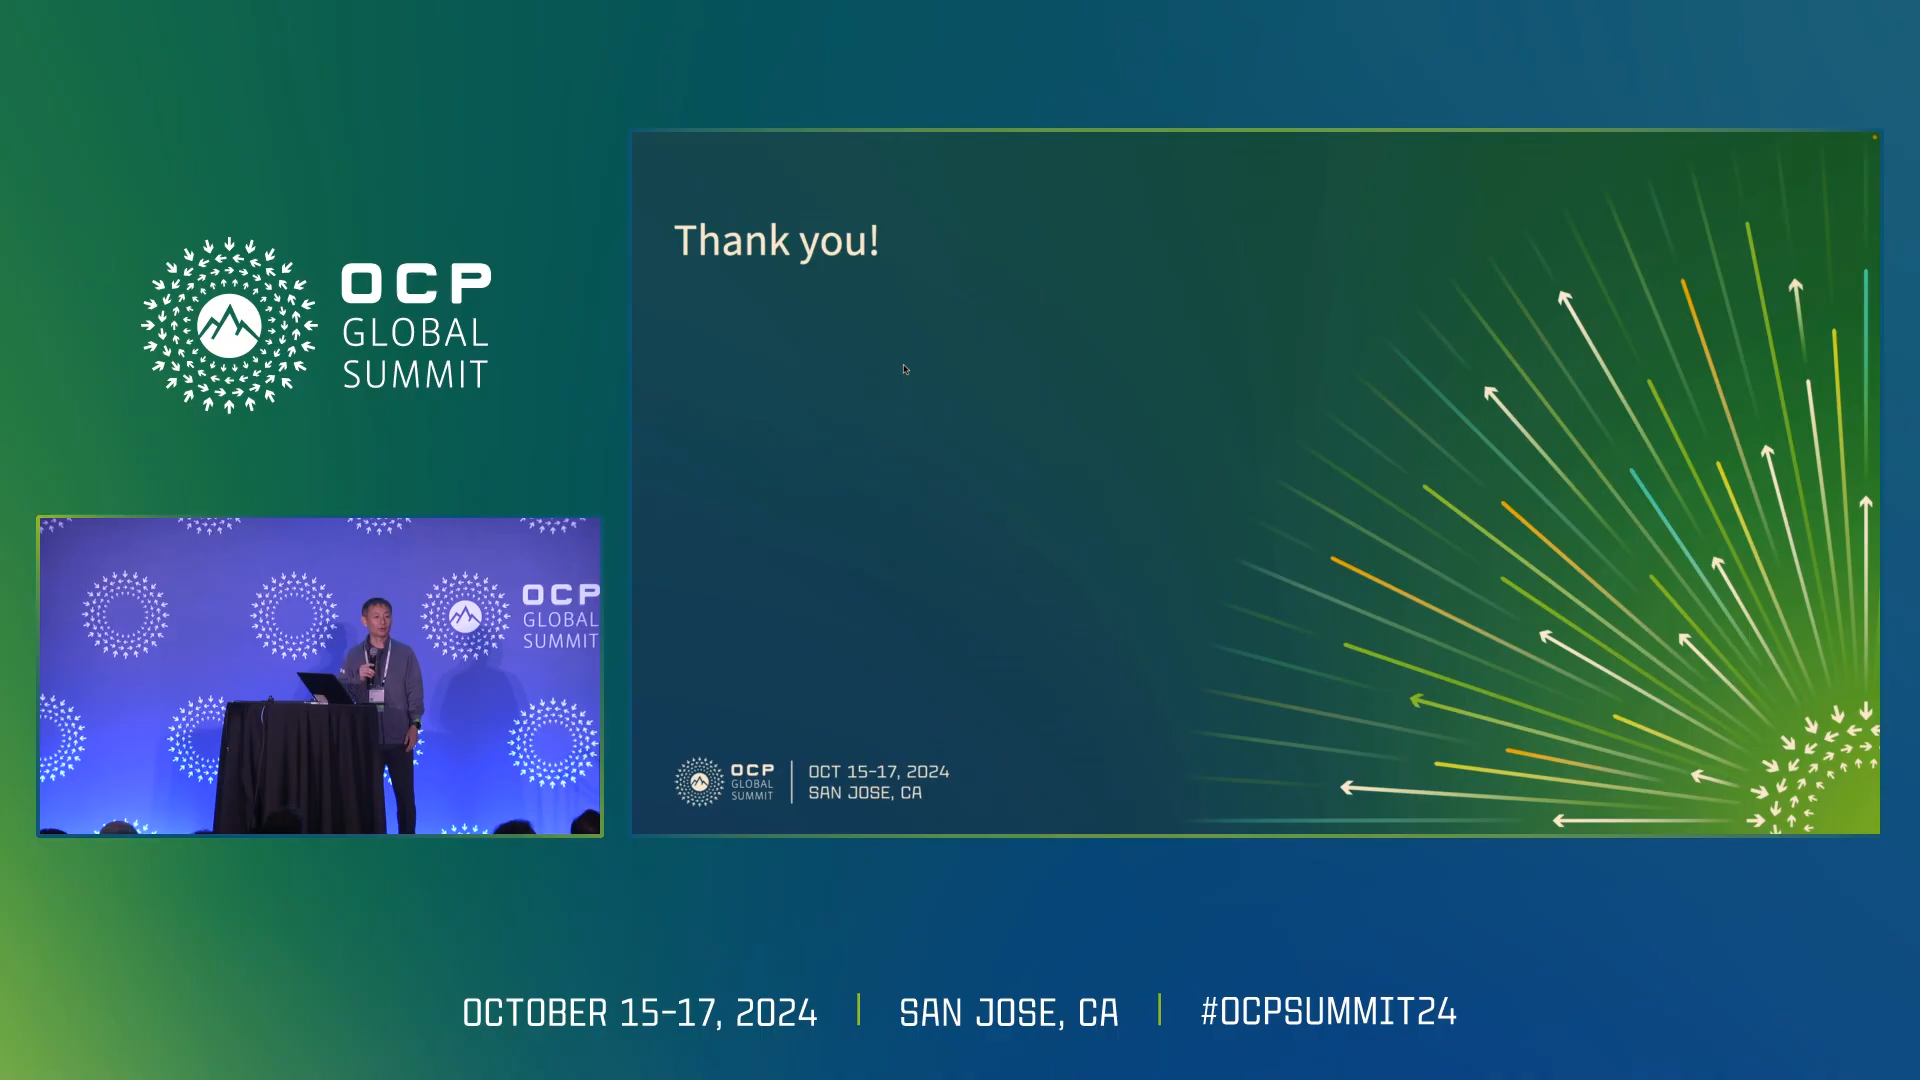 OCP
GLOBAL
SUMMIT
Thank you!
OCP
GLOBAL
SUMMIT
OCP
GLOBAL
SUMMIT
OCT 15-17, 2024
SAN JOSE, CA
OCTOBER 15-17, 2024 | SAN JOSE, CA | #OCPSUMMIT24